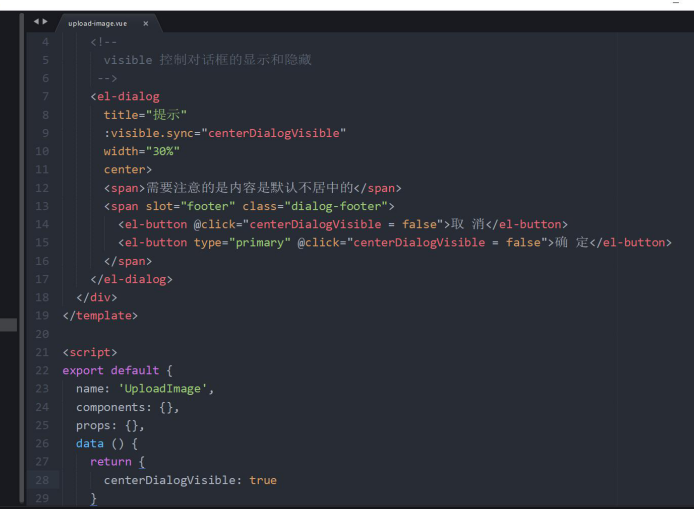 upload-image.vue ×
4 <!--
5 visible 控制对话框的显示和隐藏
6 -->
7 <el-dialog
8 title="提示"
9 :visible.sync="centerDialogVisible"
10 width="30%"
11 center>
12 <span>需要注意的是内容是默认不居中的</span>
13 <span slot="footer" class="dialog-footer">
14 <el-button @click="centerDialogVisible = false">取 消</el-button>
15 <el-button type="primary" @click="centerDialogVisible = false">确 定</el-button>
16 </span>
17 </el-dialog>
18 </div>
19 </template>
20
21 <script>
22 export default {
23 name: 'UploadImage',
24 components: {},
25 props: {},
26 data () {
27 return {
28 centerDialogVisible: true
29 }